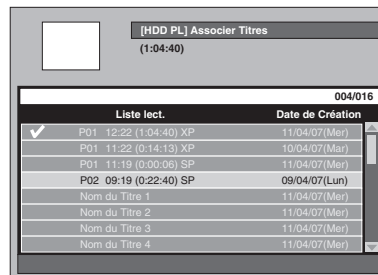 [HDD PL] Associer Titres
(1:04:40)
004/016
Liste lect. Date de Création
P01 12:22 (1:04:40) XP 11/04/07(Mer)
P01 11:22 (0:14:13) XP 10/04/07(Mar)
P01 11:19 (0:00:06) SP 11/04/07(Mer)
P02 09:19 (0:22:40) SP 09/04/07(Lun)
Nom du Titre 1 11/04/07(Mer)
Nom du Titre 2 11/04/07(Mer)
Nom du Titre 3 11/04/07(Mer)
Nom du Titre 4 11/04/07(Mer)